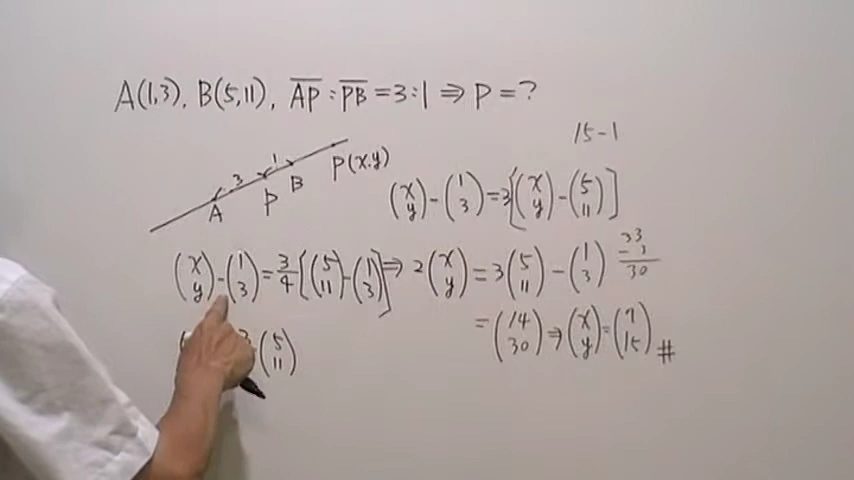 A(1,3), B(5,11), AP : PB = 3:1 ⇒ P = ?
15-1
3 1 P(x,y)
A P B
(x y) - (1 3) = 3[(x y) - (5 11)]
(x y) - (1 3) = 3/4 [(5 11) - (1 3)] ⇒ 2(x y) = 3(5 11) - (1 3)
33
- 3
30
= (14 30) ⇒ (x y) = (7 15) #
3 (5 11)